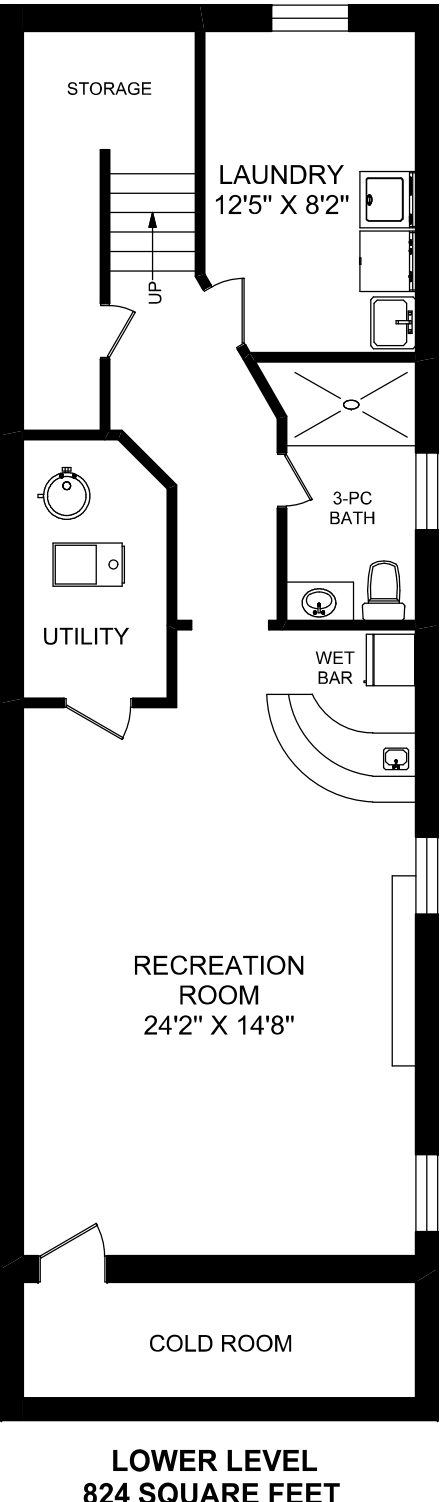 STORAGE
LAUNDRY
12'5" X 8'2"
UP
3-PC
BATH
UTILITY
WET
BAR
RECREATION
ROOM
24'2" X 14'8"
COLD ROOM
LOWER LEVEL
824 SQUARE FEET